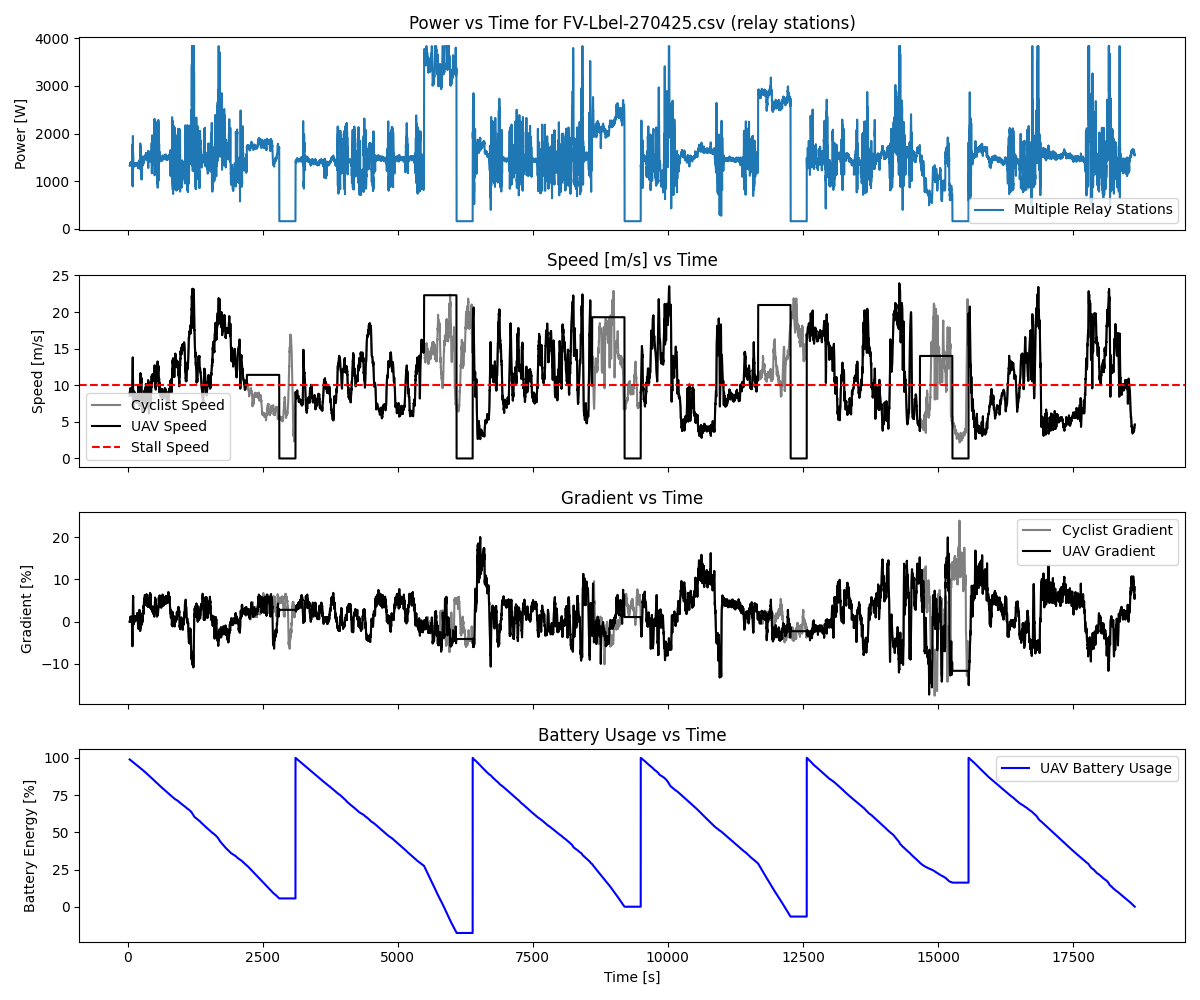 Power vs Time for FV-Lbel-270425.csv (relay stations)
4000
3000
2000
1000
0
Power [W]
Multiple Relay Stations
Speed [m/s] vs Time
25
20
15
10
5
0
Speed [m/s]
Cyclist Speed
UAV Speed
Stall Speed
Gradient vs Time
20
10
0
−10
Gradient [%]
Cyclist Gradient
UAV Gradient
Battery Usage vs Time
100
75
50
25
0
Battery Energy [%]
UAV Battery Usage
0 2500 5000 7500 10000 12500 15000 17500
Time [s]